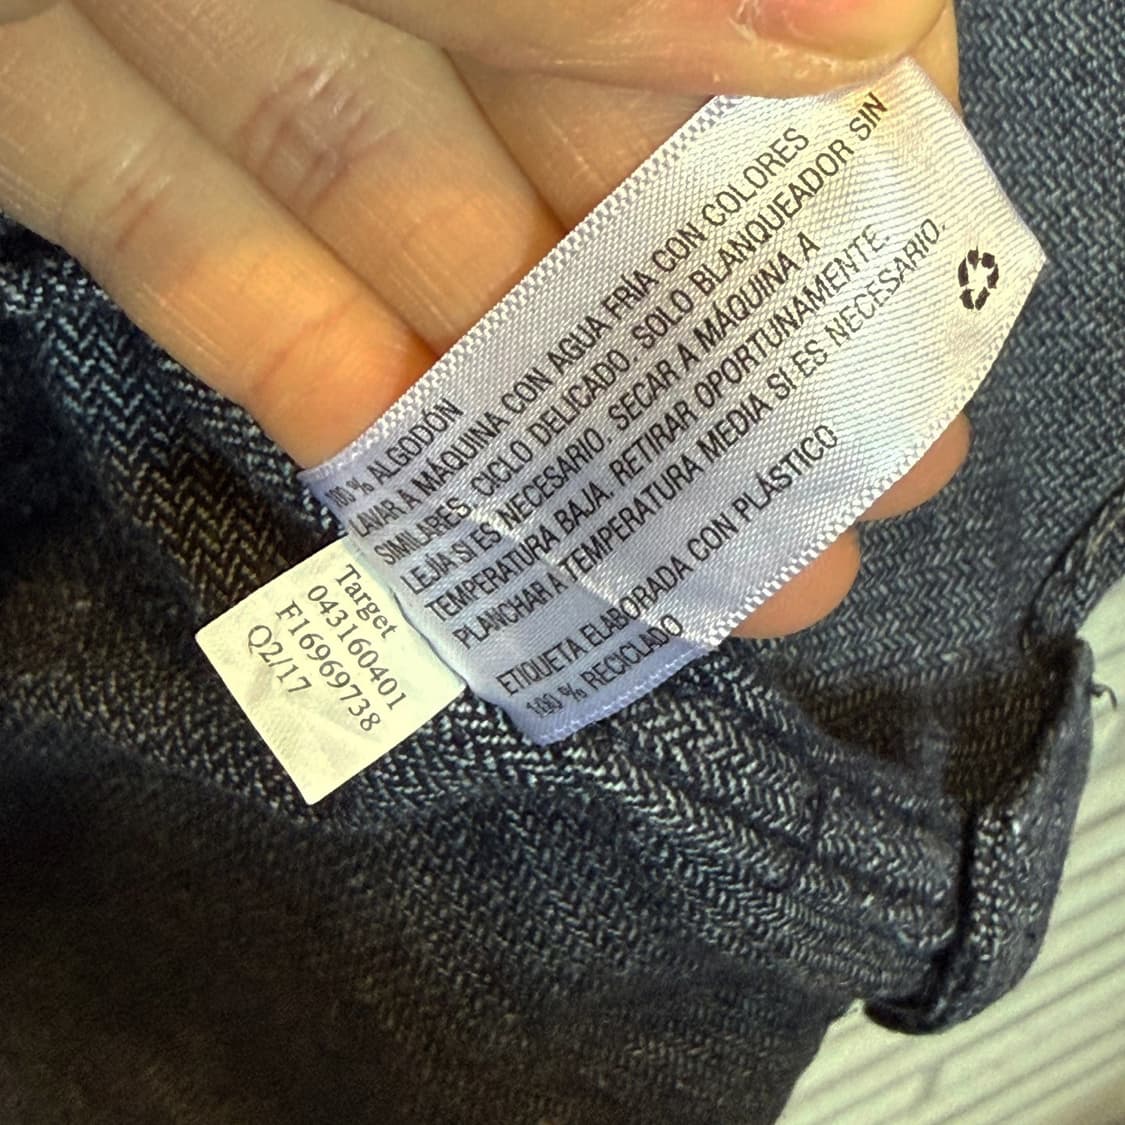 100 % ALGODÓN
LAVAR A MÁQUINA CON AGUA FRÍA CON COLORES
SIMILARES. CICLO DELICADO. SOLO BLANQUEADOR SIN
LEJÍA SI ES NECESARIO. SECAR A MÁQUINA A
TEMPERATURA BAJA. RETIRAR OPORTUNAMENTE.
PLANCHAR A TEMPERATURA MEDIA SI ES NECESARIO.
ETIQUETA ELABORADA CON PLÁSTICO
100 % RECICLADO
Target
043160401
F16969738
Q2/17